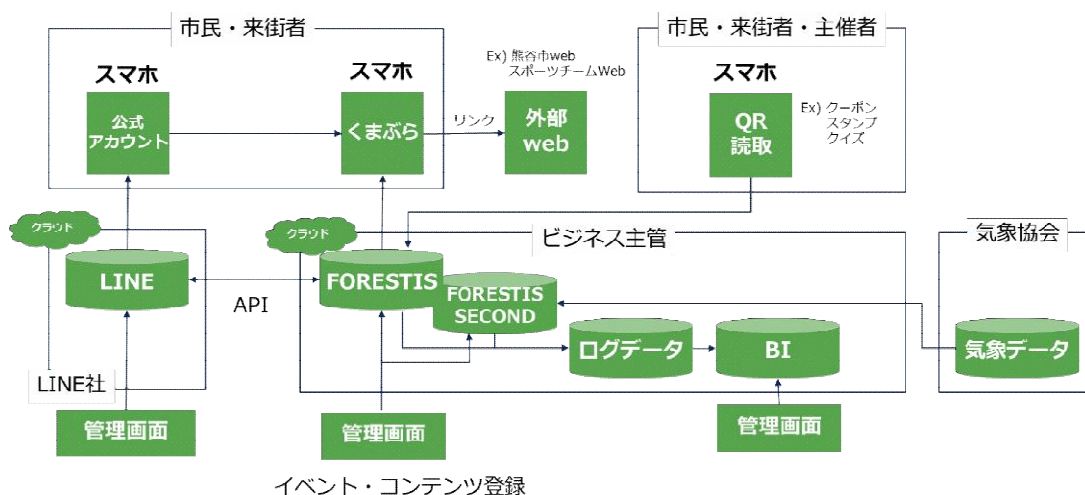 市民・来街者
市民・来街者・主催者
スマホ
スマホ
Ex) 熊谷市web
スポーツチームWeb
スマホ
公式
アカウント
くまぶら
リンク
外部
web
QR
読取
Ex) クーポン
スタンプ
クイズ
クラウド
クラウド
ビジネス主管
気象協会
LINE
API
FORESTIS
FORESTIS
SECOND
ログデータ
BI
気象データ
LINE社
管理画面
管理画面
管理画面
イベント・コンテンツ登録